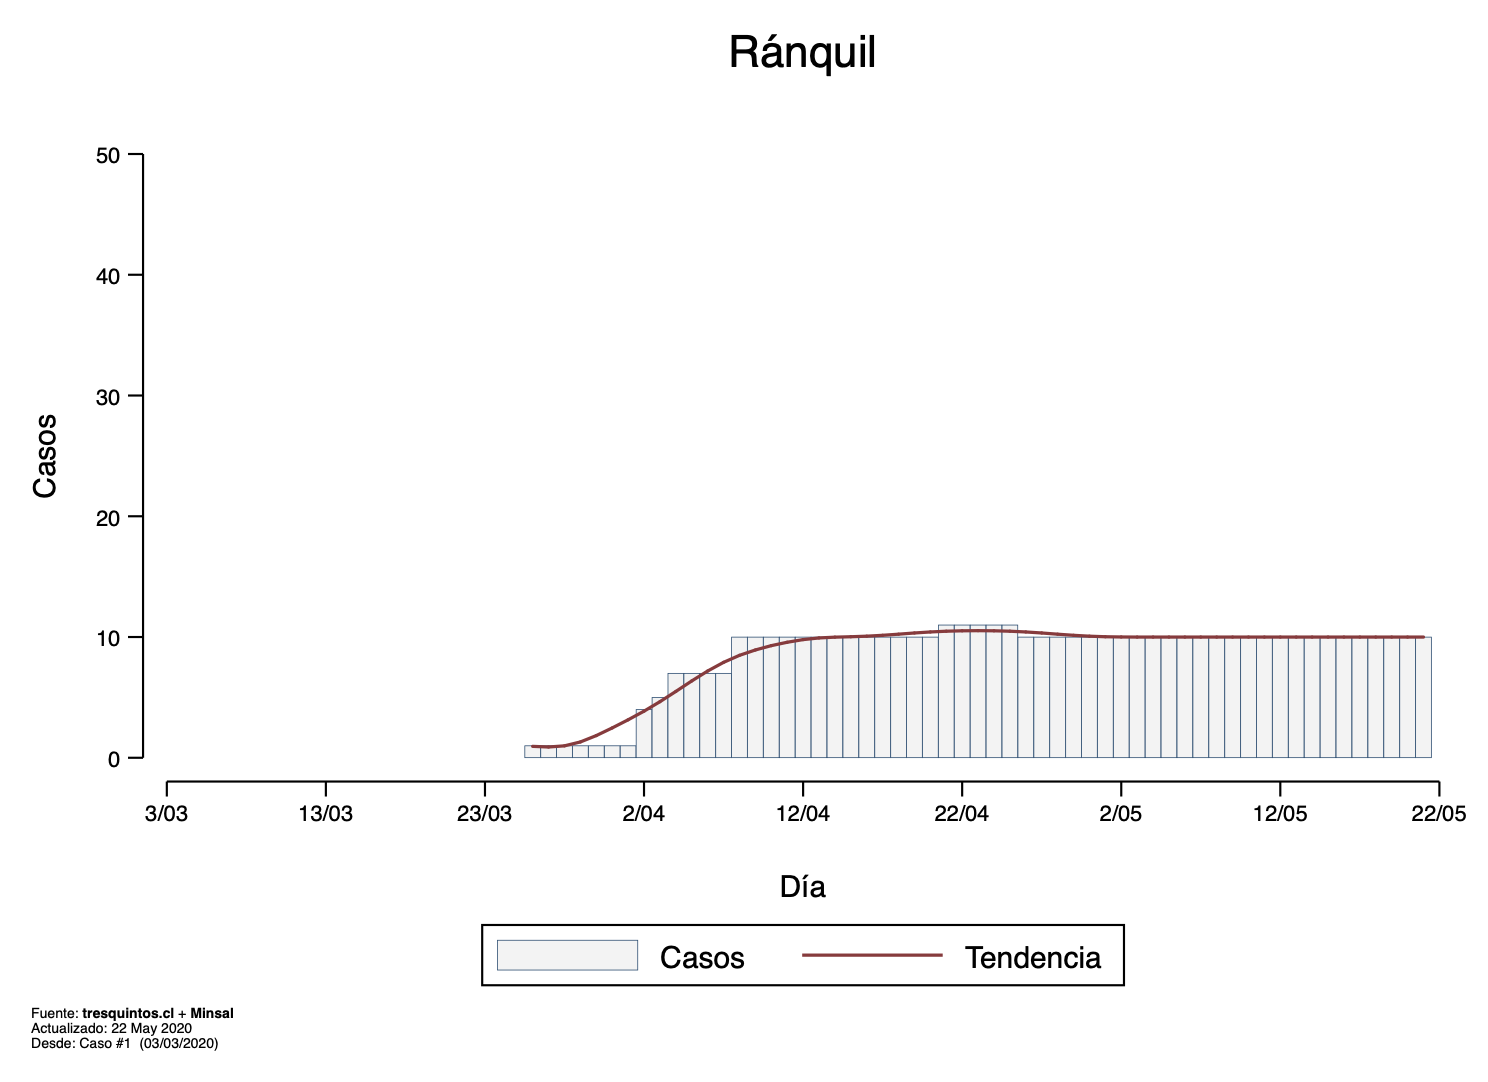 Ránquil
50
40
30
20
10
0
Casos
3/03 13/03 23/03 2/04 12/04 22/04 2/05 12/05 22/05
Día
Casos Tendencia
Fuente: tresquintos.cl + Minsal
Actualizado: 22 May 2020
Desde: Caso #1 (03/03/2020)